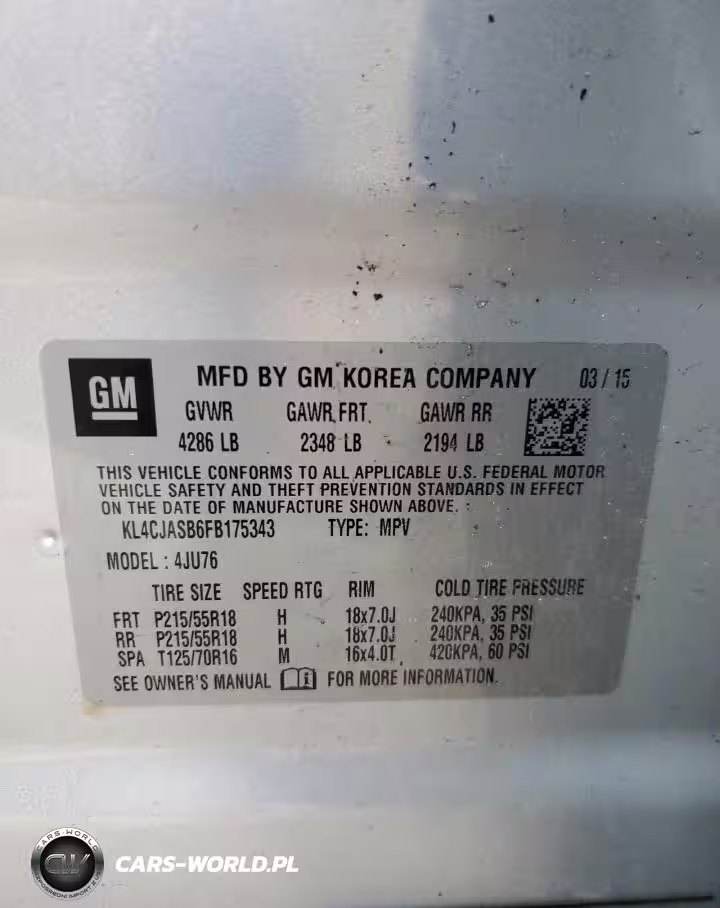 GM
MFD BY GM KOREA COMPANY 03 / 15
GVWR GAWR FRT. GAWR RR
4286 LB 2348 LB 2194 LB
THIS VEHICLE CONFORMS TO ALL APPLICABLE U.S. FEDERAL MOTOR
VEHICLE SAFETY AND THEFT PREVENTION STANDARDS IN EFFECT
ON THE DATE OF MANUFACTURE SHOWN ABOVE.
KL4CJASB6FB175343 TYPE: MPV
MODEL : 4JU76
TIRE SIZE SPEED RTG RIM COLD TIRE PRESSURE
FRT P215/55R18 H 18x7.0J 240KPA, 35 PSI
RR P215/55R18 H 18x7.0J 240KPA, 35 PSI
SPA T125/70R16 M 16x4.0T 420KPA, 60 PSI
SEE OWNER'S MANUAL i FOR MORE INFORMATION.
CARS-WORLD
CW
CARS-WORLD.PL